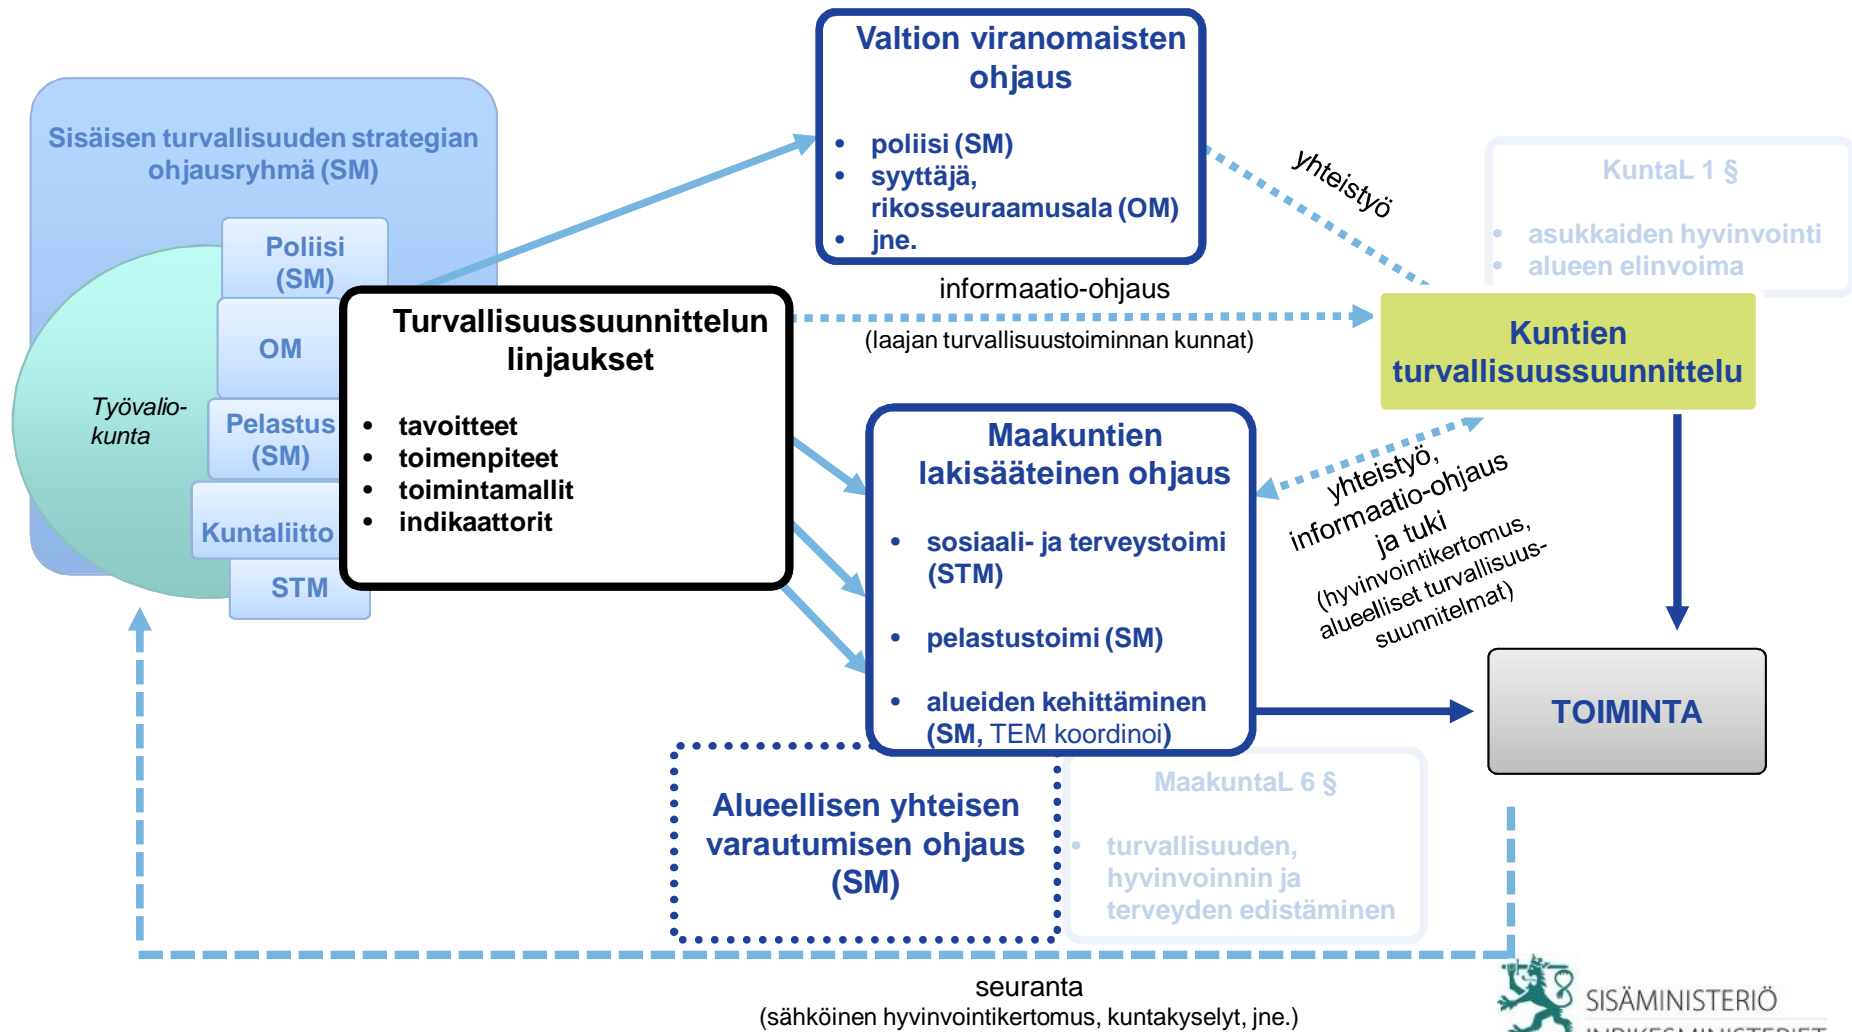 Valtion viranomaisten
ohjaus
• poliisi (SM)
• syyttäjä,
rikosseuraamusala (OM)
• jne.
Sisäisen turvallisuuden strategian
ohjausryhmä (SM)
Poliisi
(SM)
OM
Pelastus
(SM)
Kuntaliitto
STM
Työvalio-
kunta
Turvallisuussuunnittelun
linjaukset
• tavoitteet
• toimenpiteet
• toimintamallit
• indikaattorit
yhteistyö
informaatio-ohjaus
(laajan turvallisuustoiminnan kunnat)
KuntaL 1 §
• asukkaiden hyvinvointi
• alueen elinvoima
Kuntien
turvallisuussuunnittelu
Maakuntien
lakisääteinen ohjaus
• sosiaali- ja terveystoimi
(STM)
• pelastustoimi (SM)
• alueiden kehittäminen
(SM, TEM koordinoi)
yhteistyö,
informaatio-ohjaus
ja tuki
(hyvinvointikertomus,
alueelliset turvallisuus-
suunnitelmat)
TOIMINTA
Alueellisen yhteisen
varautumisen ohjaus
(SM)
MaakuntaL 6 §
• turvallisuuden,
hyvinvoinnin ja
terveyden edistäminen
seuranta
(sähköinen hyvinvointikertomus, kuntakyselyt, jne.)
SISÄMINISTERIÖ
INRIKESMINISTERIET